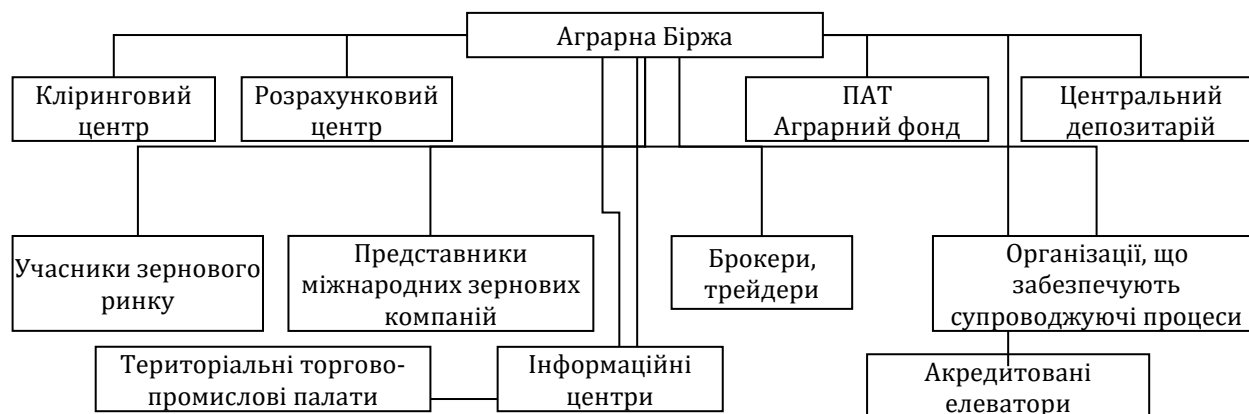 Аграрна Біржа
Кліринговий
центр
Розрахунковий
центр
ПАТ
Аграрний фонд
Центральний
депозитарій
Учасники зернового
ринку
Представники
міжнародних зернових
компаній
Брокери,
трейдери
Організації, що
забезпечують
супроводжуючі процеси
Територіальні торгово-
промислові палати
Інформаційні
центри
Акредитовані
елеватори